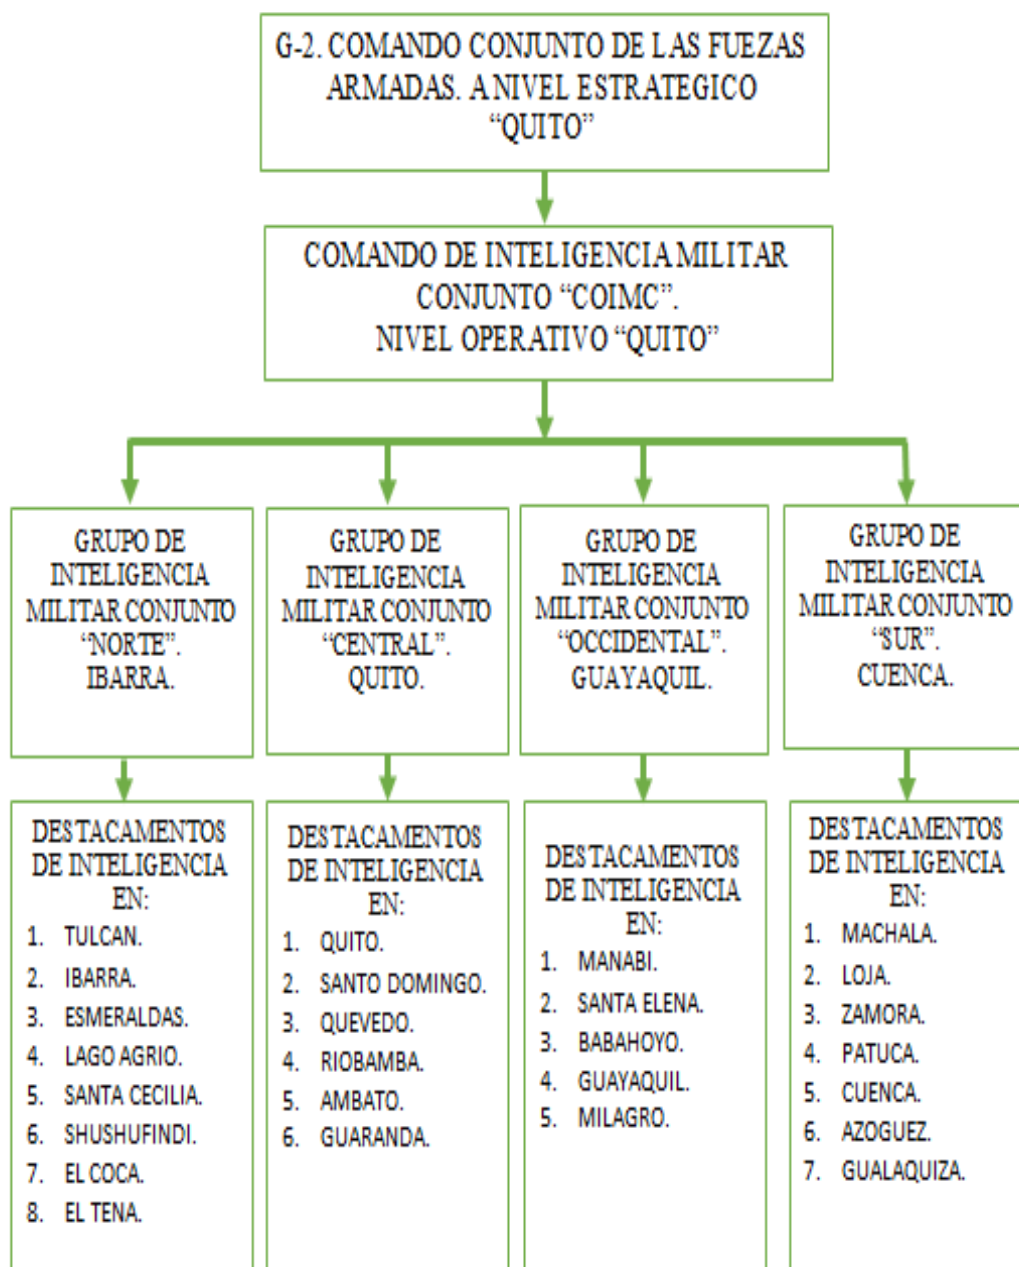 G-2. COMANDO CONJUNTO DE LAS FUEZAS
ARMADAS. A NIVEL ESTRATEGICO
“QUITO”
COMANDO DE INTELIGENCIA MILITAR
CONJUNTO “COIMC”.
NIVEL OPERATIVO “QUITO”
GRUPO DE
INTELIGENCIA
MILITAR CONJUNTO
“NORTE”.
IBARRA.
GRUPO DE
INTELIGENCIA
MILITAR CONJUNTO
“CENTRAL”.
QUITO.
GRUPO DE
INTELIGENCIA
MILITAR CONJUNTO
“OCCIDENTAL”.
GUAYAQUIL.
GRUPO DE
INTELIGENCIA
MILITAR CONJUNTO
“SUR”.
CUENCA.
DESTACAMENTOS
DE INTELIGENCIA
EN:
1. TULCAN.
2. IBARRA.
3. ESMERALDAS.
4. LAGO AGRIO.
5. SANTA CECILIA.
6. SHUSHUFINDI.
7. EL COCA.
8. EL TENA.
DESTACAMENTOS
DE INTELIGENCIA
EN:
1. QUITO.
2. SANTO DOMINGO.
3. QUEVEDO.
4. RIOBAMBA.
5. AMBATO.
6. GUARANDA.
DESTACAMENTOS
DE INTELIGENCIA
EN:
1. MANABI.
2. SANTA ELENA.
3. BABAHOYO.
4. GUAYAQUIL.
5. MILAGRO.
DESTACAMENTOS
DE INTELIGENCIA
EN:
1. MACHALA.
2. LOJA.
3. ZAMORA.
4. PATUCA.
5. CUENCA.
6. AZOGUEZ.
7. GUALAQUIZA.